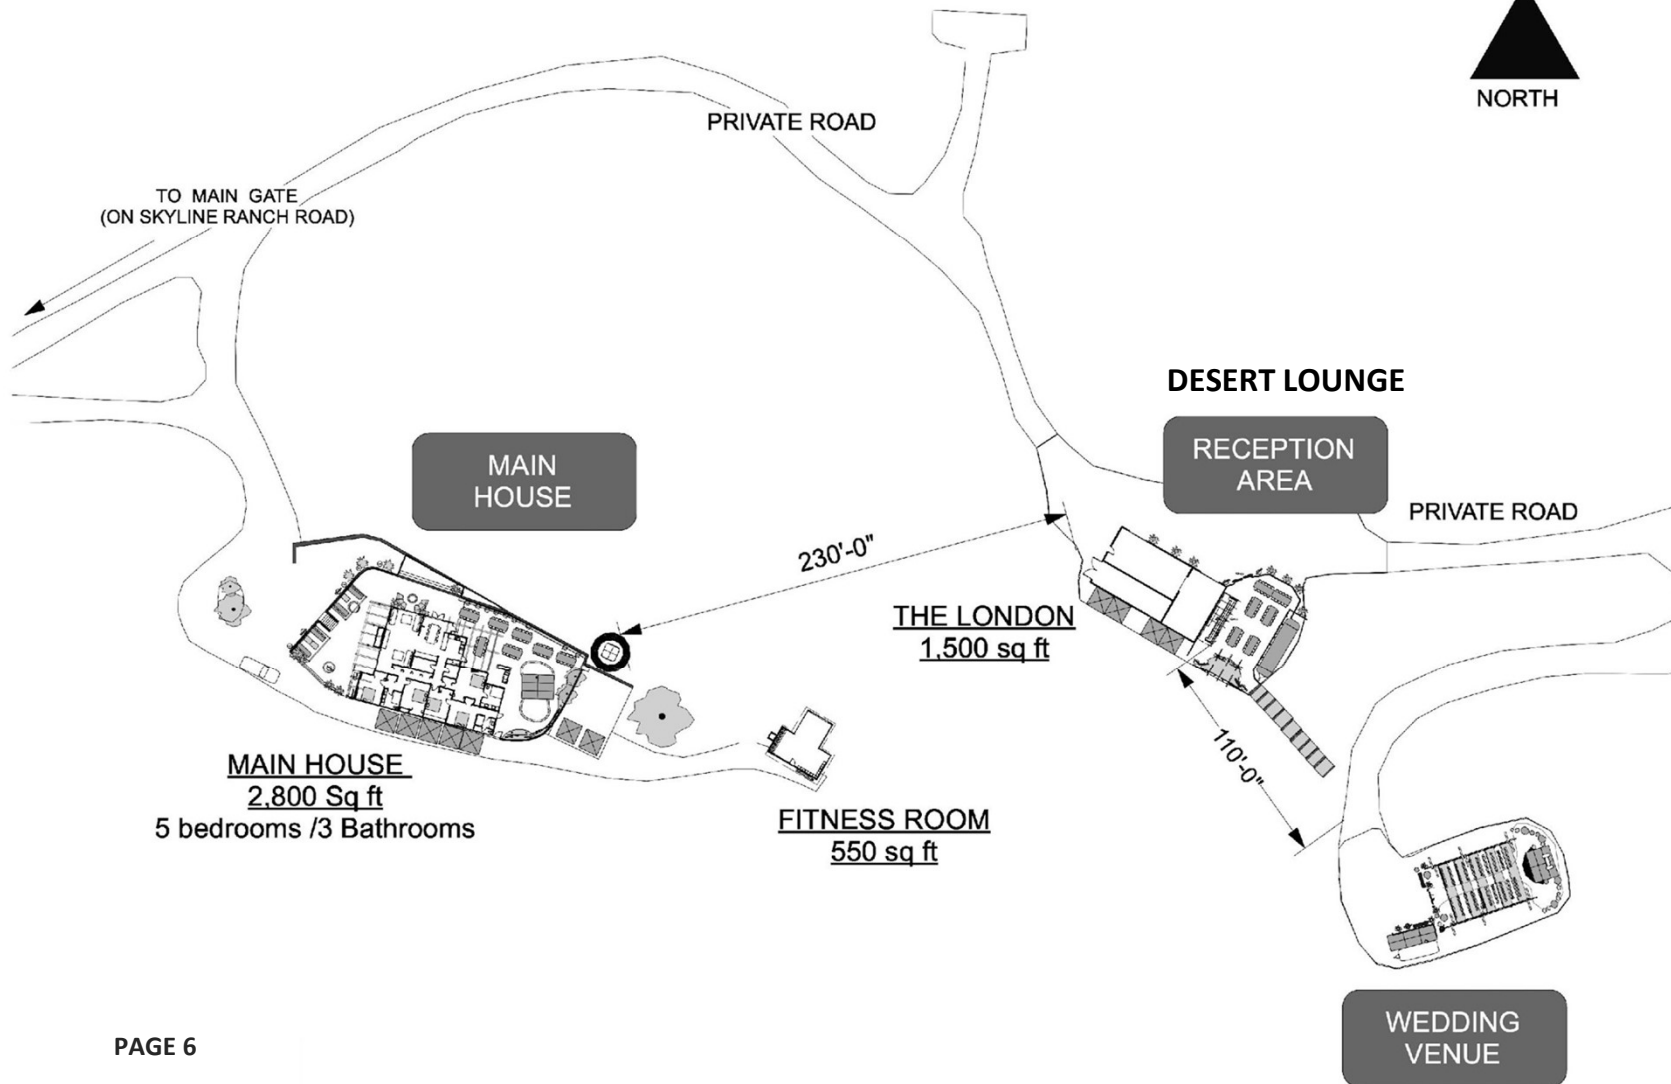 NORTH
PRIVATE ROAD
TO MAIN GATE
(ON SKYLINE RANCH ROAD)
DESERT LOUNGE
RECEPTION
AREA
MAIN
HOUSE
PRIVATE ROAD
230'-0"
THE LONDON
1,500 sq ft
110'-0"
MAIN HOUSE
2,800 Sq ft
5 bedrooms /3 Bathrooms
FITNESS ROOM
550 sq ft
WEDDING
VENUE
PAGE 6